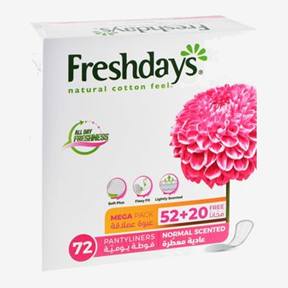 Freshdays®
natural cotton feel.
ALL DAY
FRESHNESS
Soft Plus
Flexy Fit
Lightly Scented
MEGA PACK
عبوة عملاقة
52+20 FREE
مجانا
72 PANTYLINERS
فوطة يومية
NORMAL SCENTED
عادية معطرة